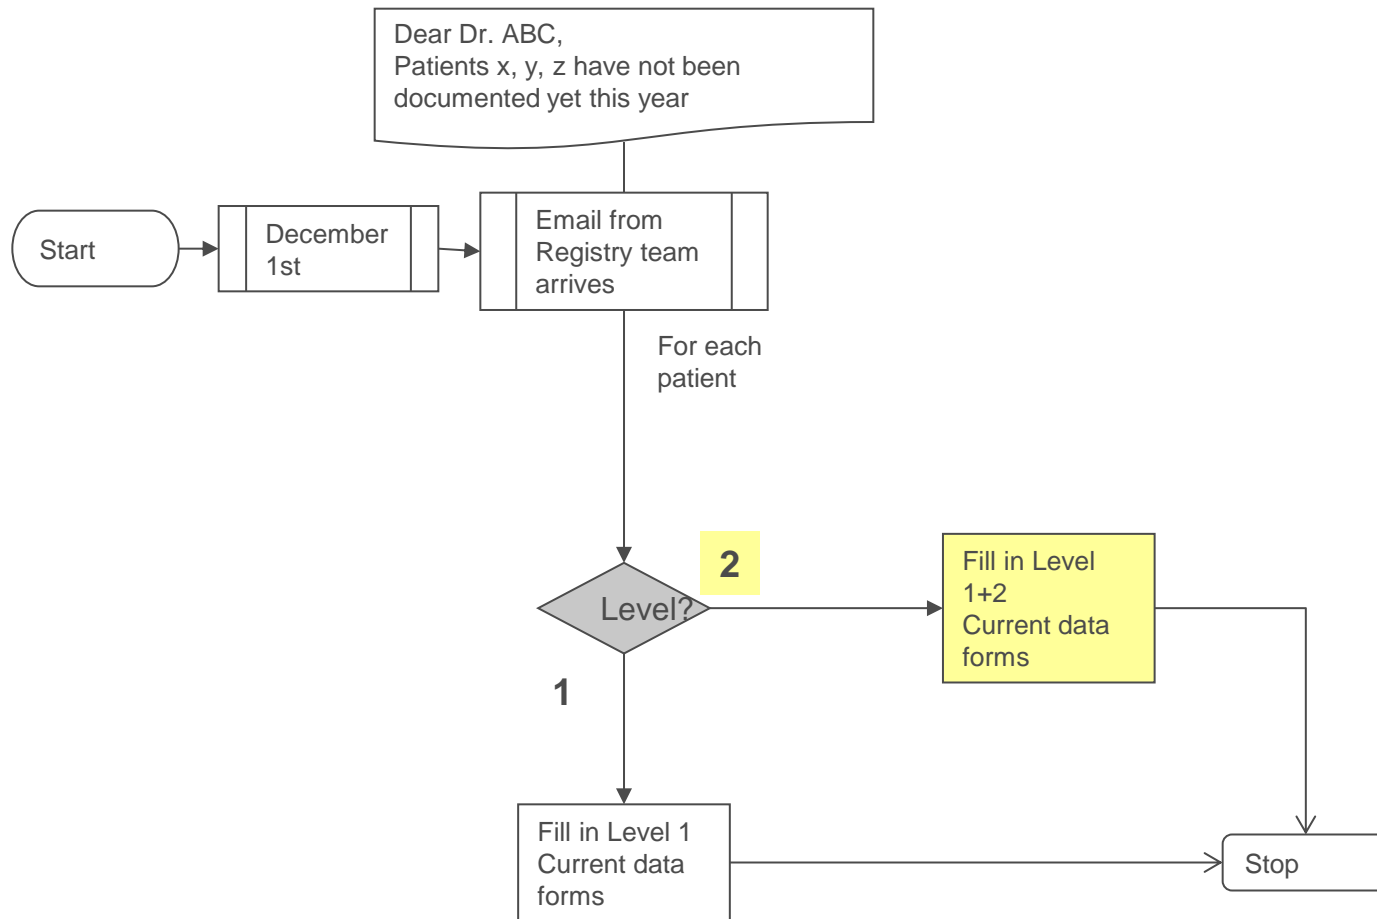 Dear Dr. ABC,
Patients x, y, z have not been
documented yet this year
Start
December
1st
Email from
Registry team
arrives
For each
patient
Level?
2
Fill in Level
1+2
Current data
forms
1
Fill in Level 1
Current data
forms
Stop